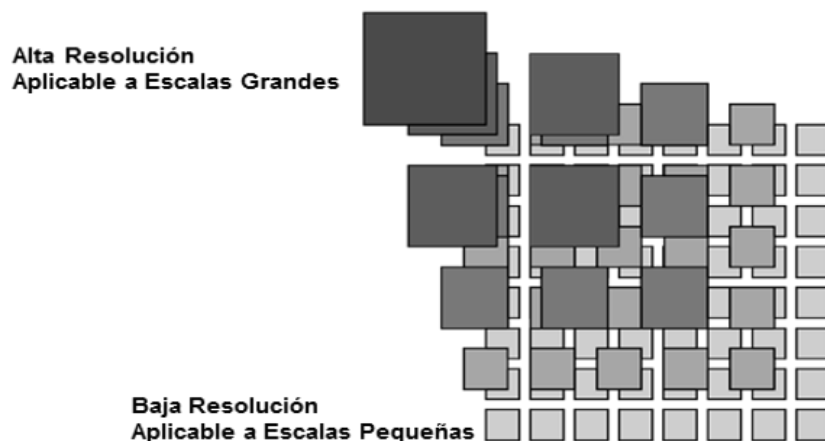 Alta Resolución
Aplicable a Escalas Grandes
Baja Resolución
Aplicable a Escalas Pequeñas